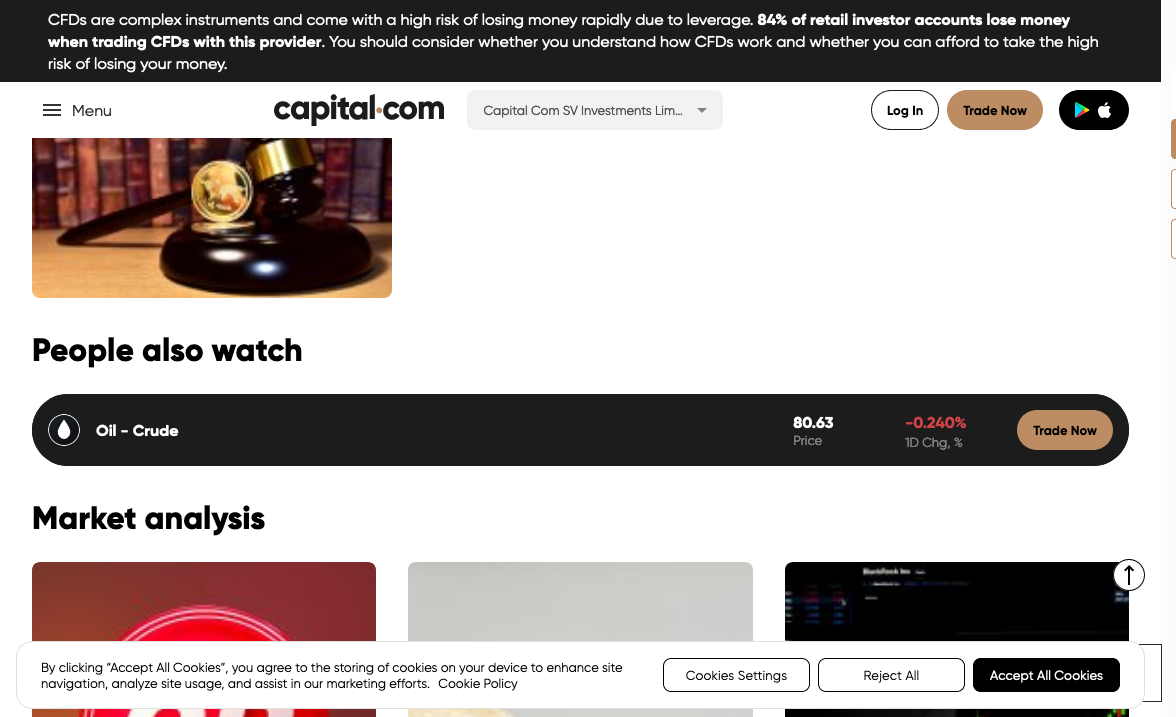 CFDs are complex instruments and come with a high risk of losing money rapidly due to leverage. 84% of retail investor accounts lose money
when trading CFDs with this provider. You should consider whether you understand how CFDs work and whether you can afford to take the high
risk of losing your money.
Menu
capital.com
Capital Com SV Investments Lim...
Log In
Trade Now
People also watch
Oil - Crude
80.63
Price
-0.240%
1D Chg, %
Trade Now
Market analysis
By clicking “Accept All Cookies”, you agree to the storing of cookies on your device to enhance site
navigation, analyze site usage, and assist in our marketing efforts. Cookie Policy
Cookies Settings
Reject All
Accept All Cookies